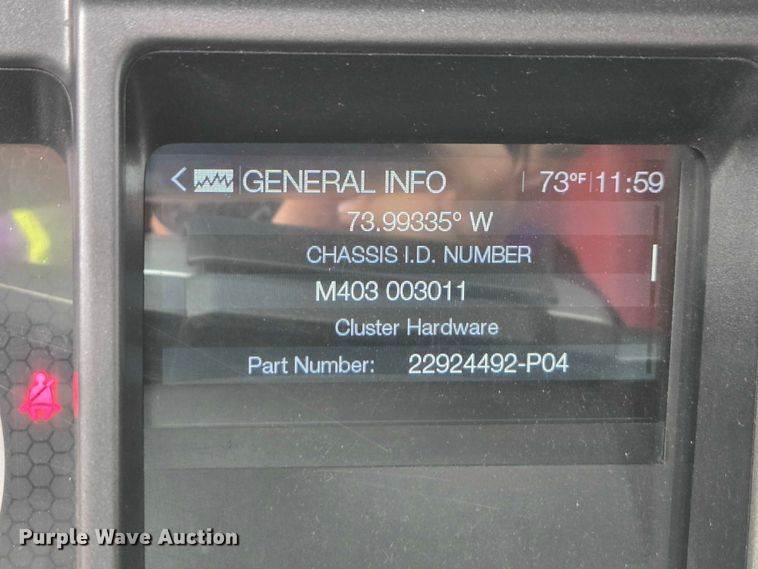 < GENERAL INFO 73°F 11:59
73.99335° W
CHASSIS I.D. NUMBER
M403 003011
Cluster Hardware
Part Number: 22924492-P04
Purple Wave Auction